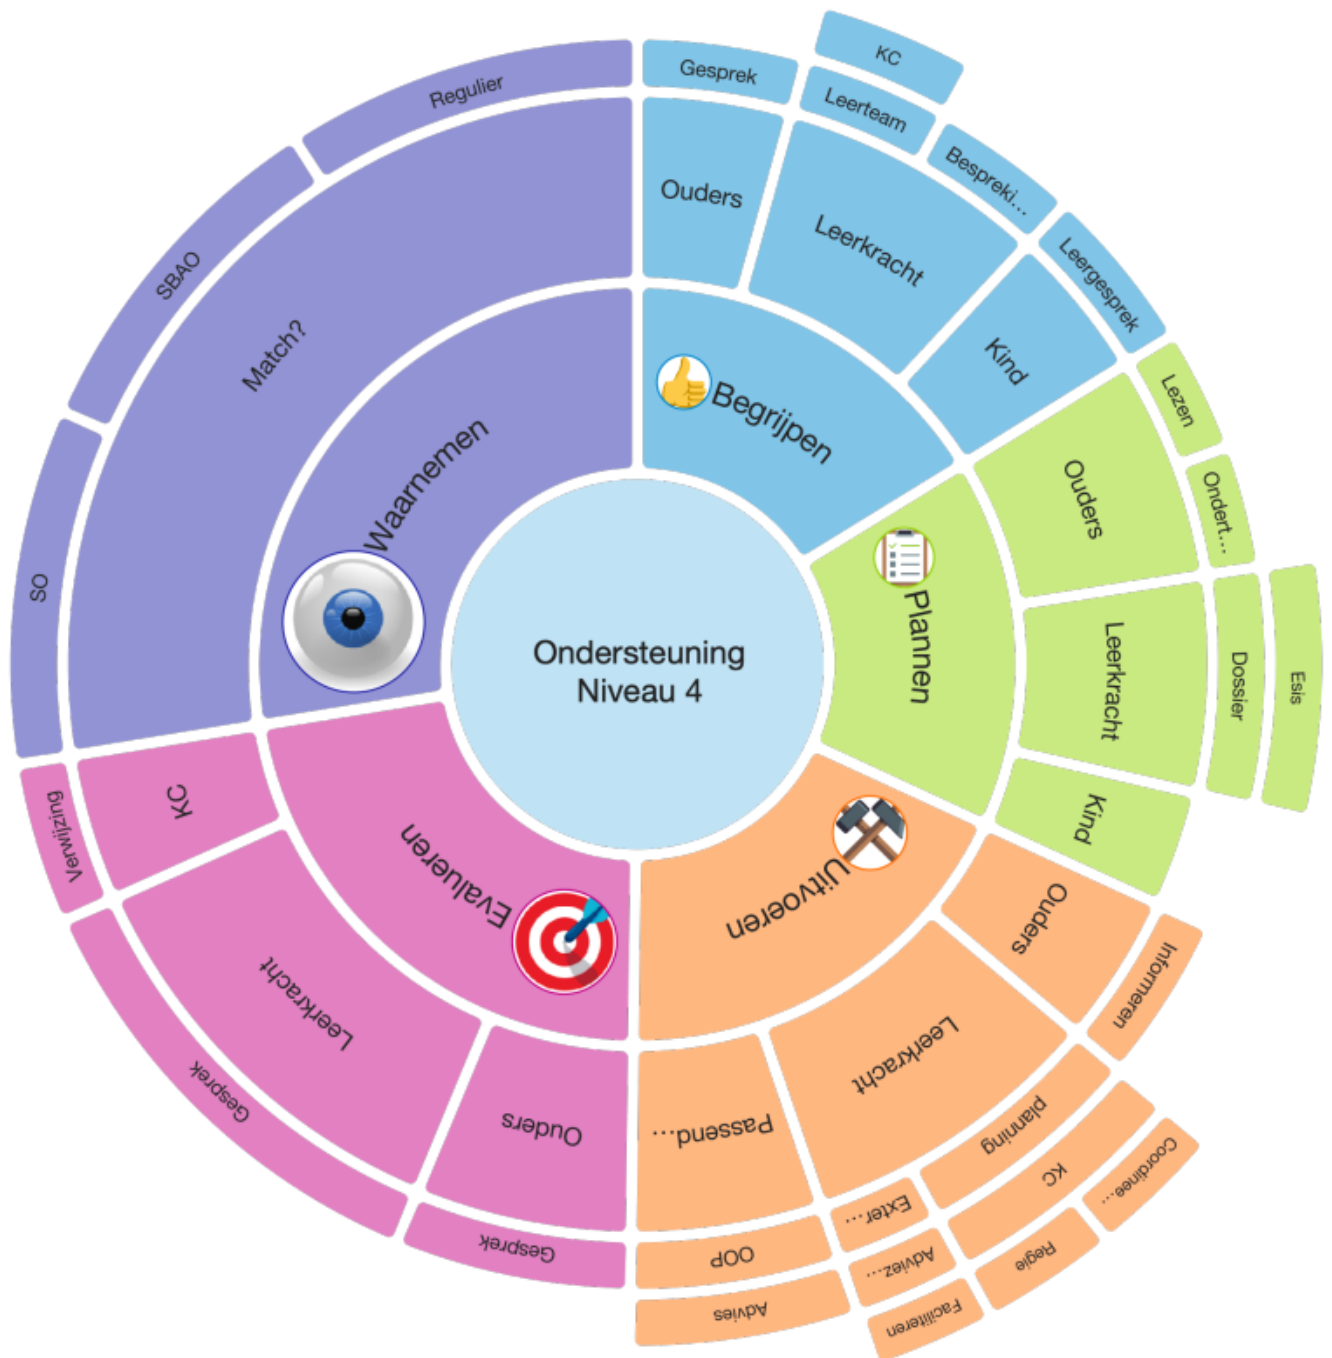 Ondersteuning
Niveau 4
Begrijpen
Ouders
Gesprek
Leerkracht
Leerteam
KC
Bespreki...
Kind
Leergesprek
Plannen
Ouders
Lezen
Ondert...
Leerkracht
Dossier
Esis
Kind
Uitvoeren
Ouders
Informeren
Leerkracht
planning
KC
Coordinee...
Regie
Exter...
Adviez...
Faciliteren
Passend...
OOP
Advies
Evalueren
Ouders
Gesprek
Leerkracht
Gesprek
KC
Verwijzing
Waarnemen
Match?
SO
SBAO
Regulier